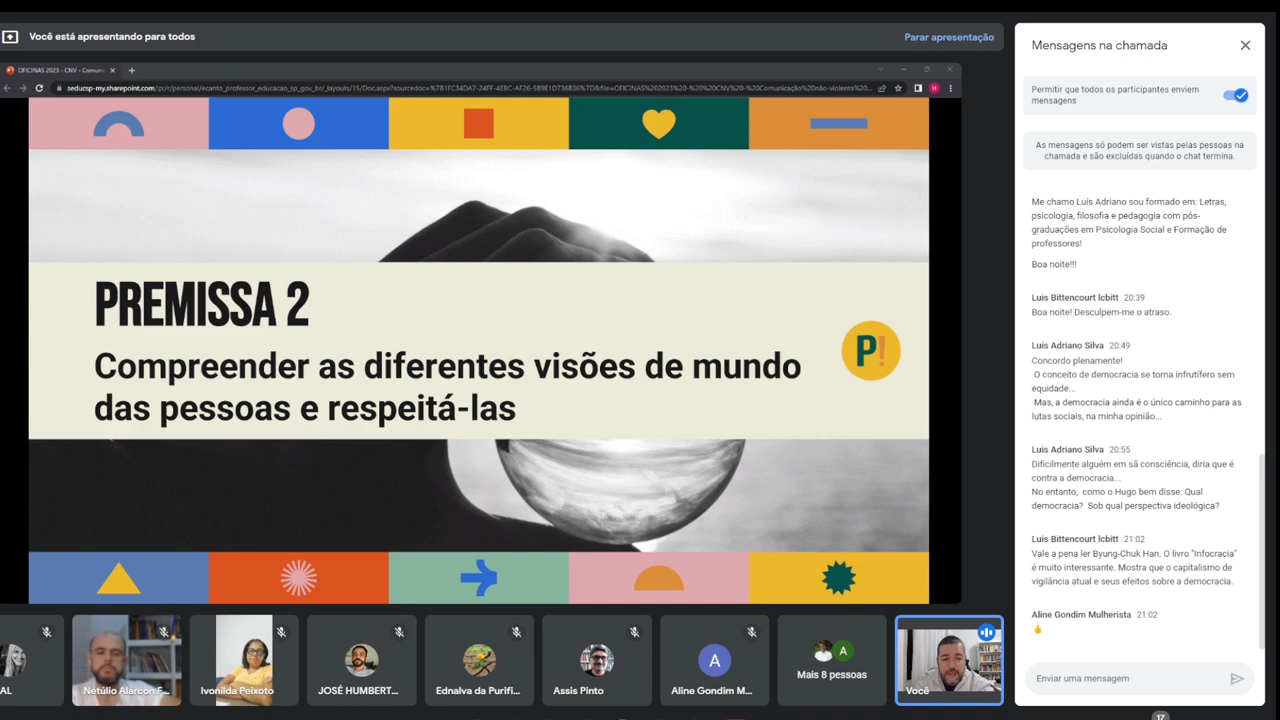 Você está apresentando para todos
Parar apresentação
OFICINAS 2023 - CNV - Comun
PREMISSA 2
Compreender as diferentes visões de mundo
das pessoas e respeitá-las
P!
AL
Netúlio Alarcon F...
Ivonilda Peixoto
JOSÉ HUMBERT...
Ednalva da Purifi...
Assis Pinto
A
Aline Gondim M...
A
Mais 8 pessoas
Você
Mensagens na chamada
Permitir que todos os participantes enviem
mensagens
As mensagens só podem ser vistas pelas pessoas na
chamada e são excluídas quando o chat termina.
Me chamo Luís Adriano sou formado em: Letras,
psicologia, filosofia e pedagogia com pós-
graduações em Psicologia Social e Formação de
professores!
Boa noite!!!
Luis Bittencourt lcbitt 20:39
Boa noite! Desculpem-me o atraso.
Luis Adriano Silva 20:49
Concordo plenamente!
O conceito de democracia se torna infrutífero sem
equidade...
Mas, a democracia ainda é o único caminho para as
lutas sociais, na minha opinião...
Luis Adriano Silva 20:55
Dificilmente alguém em sã consciência, diria que é
contra a democracia...
No entanto, como o Hugo bem disse: Qual
democracia? Sob qual perspectiva ideológica?
Luis Bittencourt lcbitt 21:02
Vale a pena ler Byung-Chuk Han. O livro "Infocracia"
é muito interessante. Mostra que o capitalismo de
vigilância atual e seus efeitos sobre a democracia.
Aline Gondim Mulherista 21:02
👍
Enviar uma mensagem
17